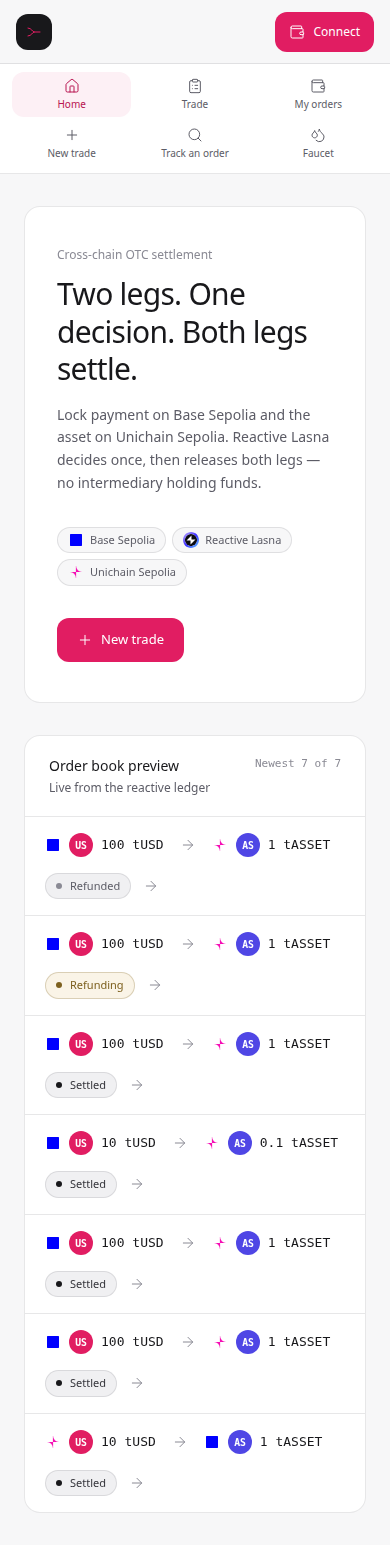 Connect
Home
Trade
My orders
New trade
Track an order
Faucet
Cross-chain OTC settlement
Two legs. One
decision. Both legs
settle.
Lock payment on Base Sepolia and the
asset on Unichain Sepolia. Reactive Lasna
decides once, then releases both legs —
no intermediary holding funds.
Base Sepolia
Reactive Lasna
Unichain Sepolia
New trade
Order book preview
Newest 7 of 7
Live from the reactive ledger
US 100 tUSD AS 1 tASSET
Refunded
US 100 tUSD AS 1 tASSET
Refunding
US 100 tUSD AS 1 tASSET
Settled
US 10 tUSD AS 0.1 tASSET
Settled
US 100 tUSD AS 1 tASSET
Settled
US 100 tUSD AS 1 tASSET
Settled
US 10 tUSD AS 1 tASSET
Settled